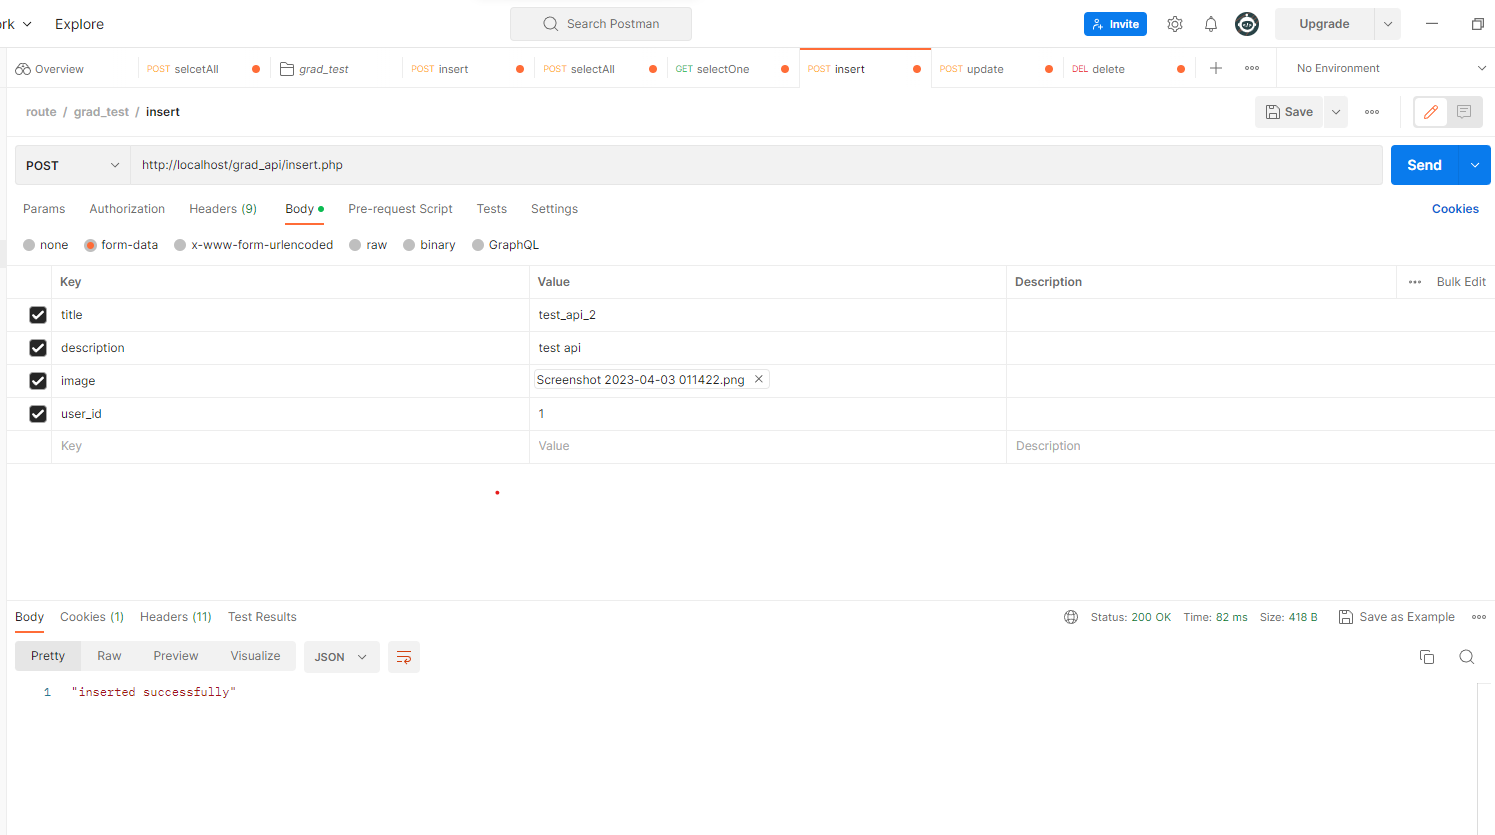 rk Explore Search Postman Invite Upgrade
Overview POST selcetAll grad_test POST insert POST selectAll GET selectOne POST insert POST update DEL delete No Environment
route / grad_test / insert Save
POST http://localhost/grad_api/insert.php Send
Params Authorization Headers (9) Body Pre-request Script Tests Settings Cookies
none form-data x-www-form-urlencoded raw binary GraphQL
Key Value Description Bulk Edit
title test_api_2
description test api
image Screenshot 2023-04-03 011422.png
user_id 1
Key Value Description
Body Cookies (1) Headers (11) Test Results Status: 200 OK Time: 82 ms Size: 418 B Save as Example
Pretty Raw Preview Visualize JSON
1 "inserted successfully"